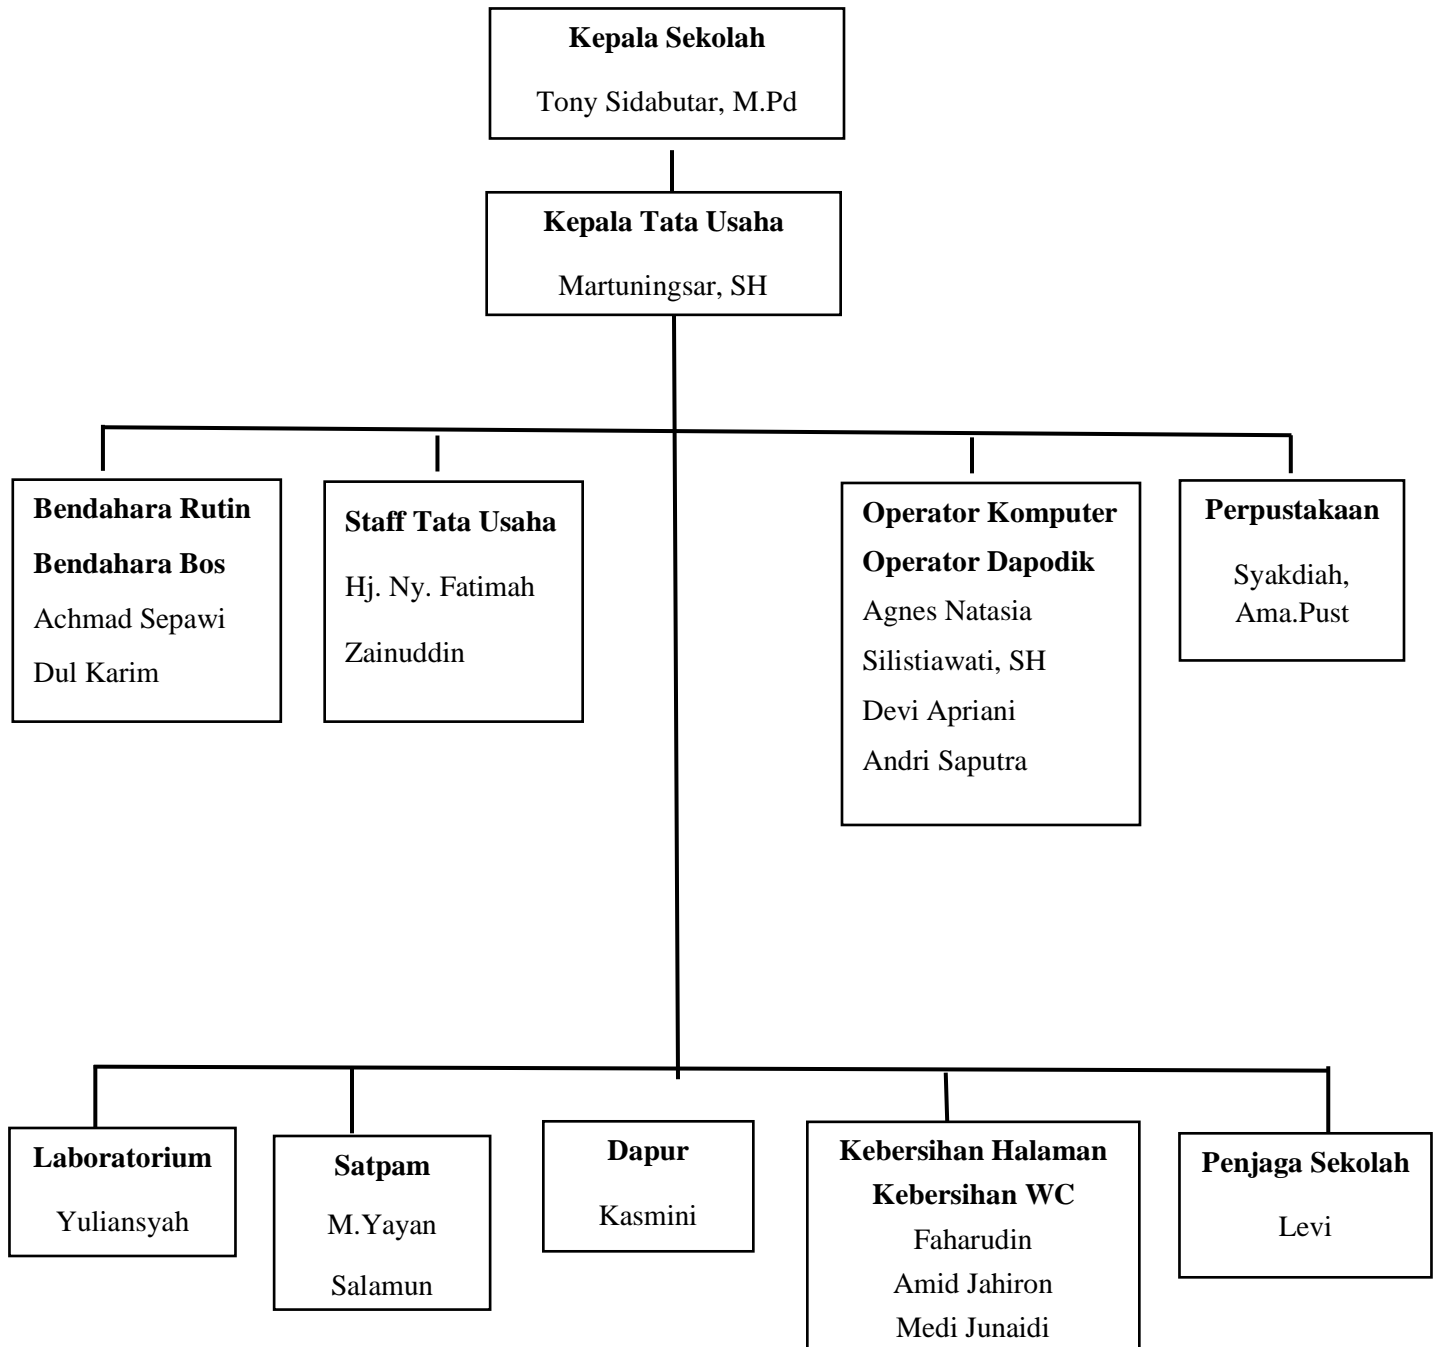 Kepala Sekolah
Tony Sidabutar, M.Pd
Kepala Tata Usaha
Martuningsar, SH
Bendahara Rutin
Bendahara Bos
Achmad Sepawi
Dul Karim
Staff Tata Usaha
Hj. Ny. Fatimah
Zainuddin
Operator Komputer
Operator Dapodik
Agnes Natasia
Silistiawati, SH
Devi Apriani
Andri Saputra
Perpustakaan
Syakdiah,
Ama.Pust
Laboratorium
Yuliansyah
Satpam
M.Yayan
Salamun
Dapur
Kasmini
Kebersihan Halaman
Kebersihan WC
Faharudin
Amid Jahiron
Medi Junaidi
Penjaga Sekolah
Levi